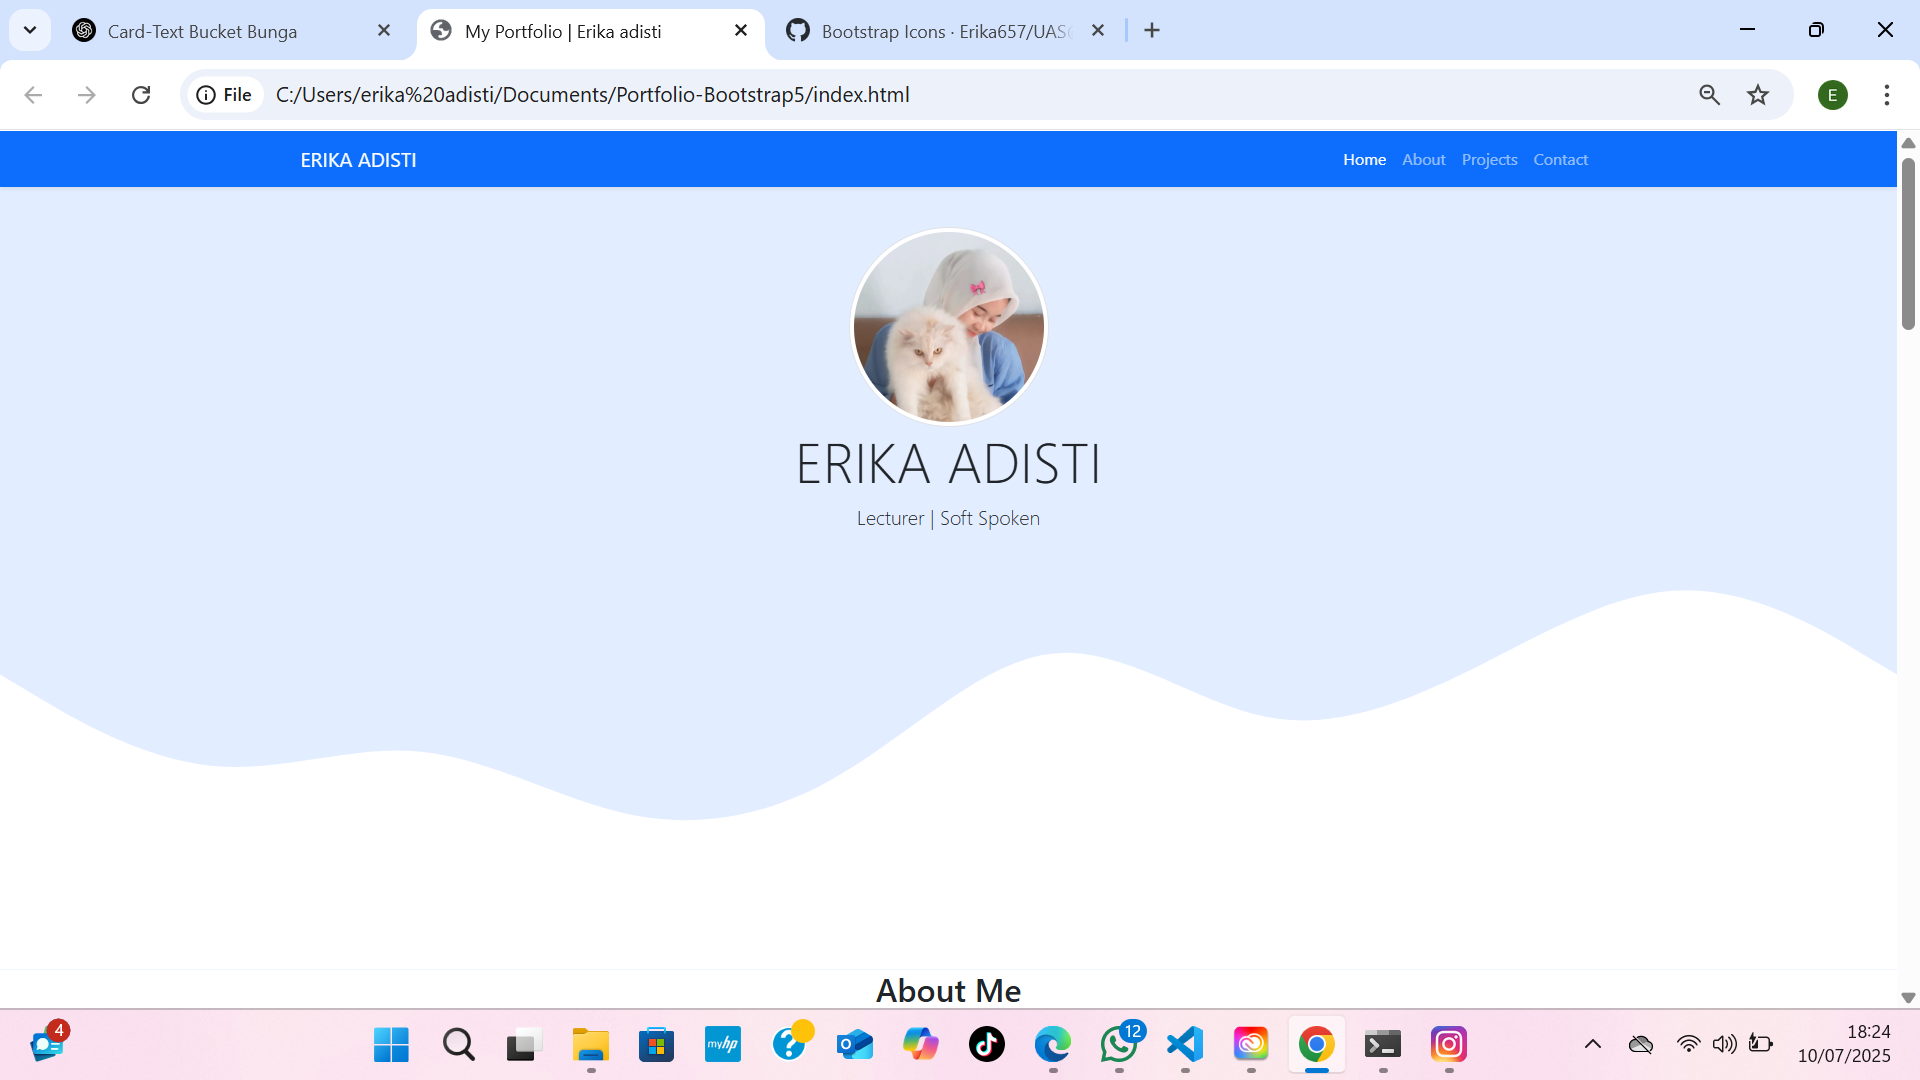 Card-Text Bucket Bunga
My Portfolio | Erika adisti
Bootstrap Icons · Erika657/UAS
File
C:/Users/erika%20adisti/Documents/Portfolio-Bootstrap5/index.html
E
ERIKA ADISTI
Home
About
Projects
Contact
ERIKA ADISTI
Lecturer | Soft Spoken
About Me
4
myhp
12
18:24
10/07/2025